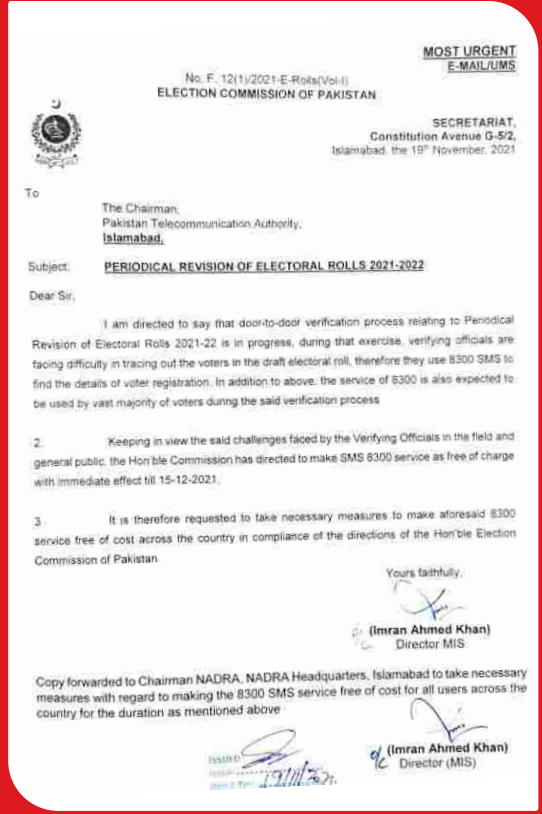 MOST URGENT
E-MAIL/UMS
No. F. 12(1)/2021-E-Rolls(Vol-I)
ELECTION COMMISSION OF PAKISTAN
SECRETARIAT,
Constitution Avenue G-5/2,
Islamabad, the 19th November, 2021
To
The Chairman,
Pakistan Telecommunication Authority,
Islamabad.
Subject: PERIODICAL REVISION OF ELECTORAL ROLLS 2021-2022
Dear Sir,
I am directed to say that door-to-door verification process relating to Periodical
Revision of Electoral Rolls 2021-22 is in progress, during that exercise, verifying officials are
facing difficulty in tracing out the voters in the draft electoral roll, therefore they use 8300 SMS to
find the details of voter registration. In addition to above, the service of 8300 is also expected to
be used by vast majority of voters during the said verification process
2. Keeping in view the said challenges faced by the Verifying Officials in the field and
general public, the Hon'ble Commission has directed to make SMS 8300 service as free of charge
with immediate effect till 15-12-2021.
3 It is therefore requested to take necessary measures to make aforesaid 8300
service free of cost across the country in compliance of the directions of the Hon'ble Election
Commission of Pakistan.
Yours faithfully,
(Imran Ahmed Khan)
Director MIS
Copy forwarded to Chairman NADRA, NADRA Headquarters, Islamabad to take necessary
measures with regard to making the 8300 SMS service free of cost for all users across the
country for the duration as mentioned above
o/c (Imran Ahmed Khan)
Director (MIS)
ISSUED
19/11/